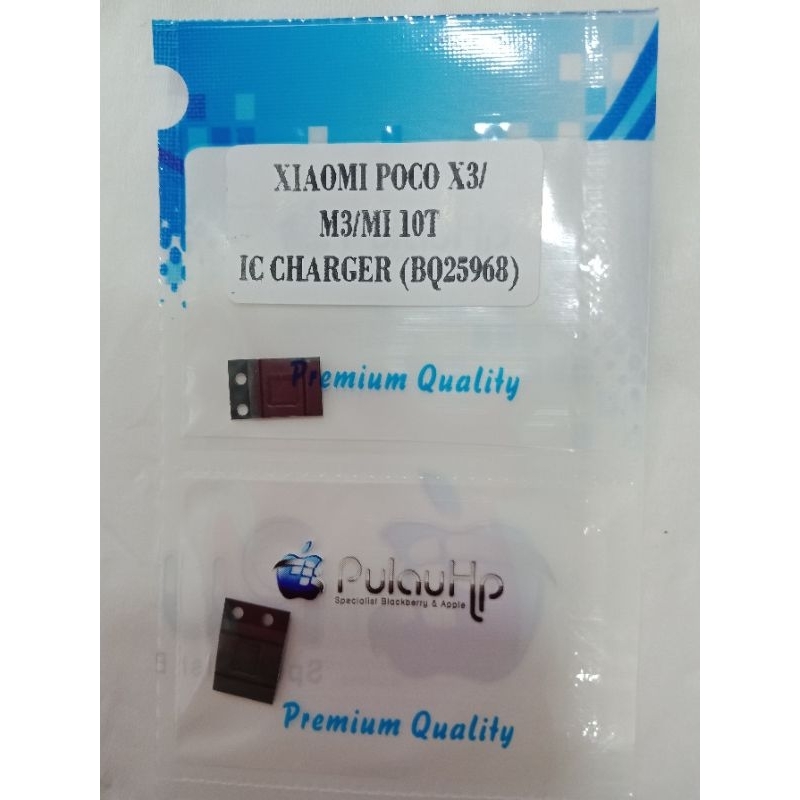 XIAOMI POCO X3/
M3/MI 10T
IC CHARGER (BQ25968)
Premium Quality
PulauHp
Specialist Blackberry & Apple
Premium Quality